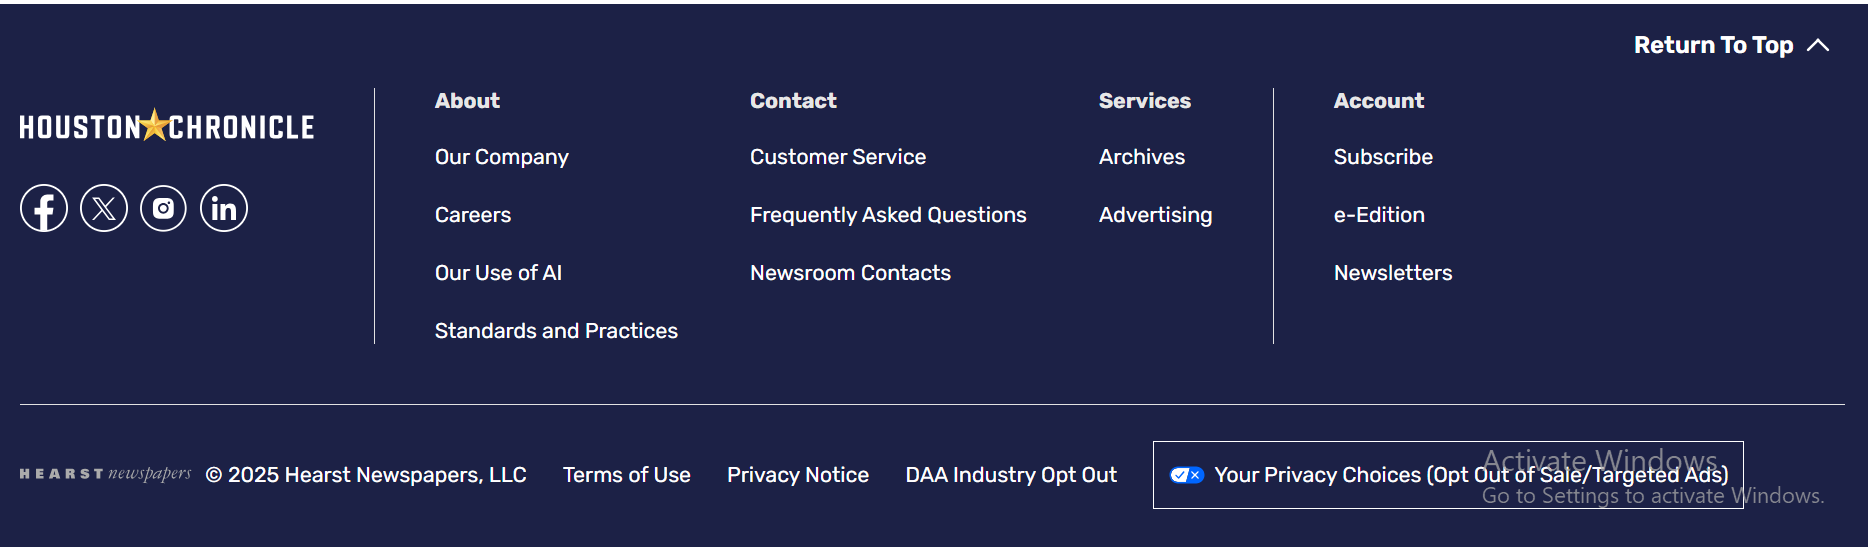 Return To Top
HOUSTON CHRONICLE
About
Our Company
Careers
Our Use of AI
Standards and Practices
Contact
Customer Service
Frequently Asked Questions
Newsroom Contacts
Services
Archives
Advertising
Account
Subscribe
e-Edition
Newsletters
HEARST newspapers © 2025 Hearst Newspapers, LLC Terms of Use Privacy Notice DAA Industry Opt Out Your Privacy Choices (Opt Out of Sale/Targeted Ads)
Activate Windows
Go to Settings to activate Windows.